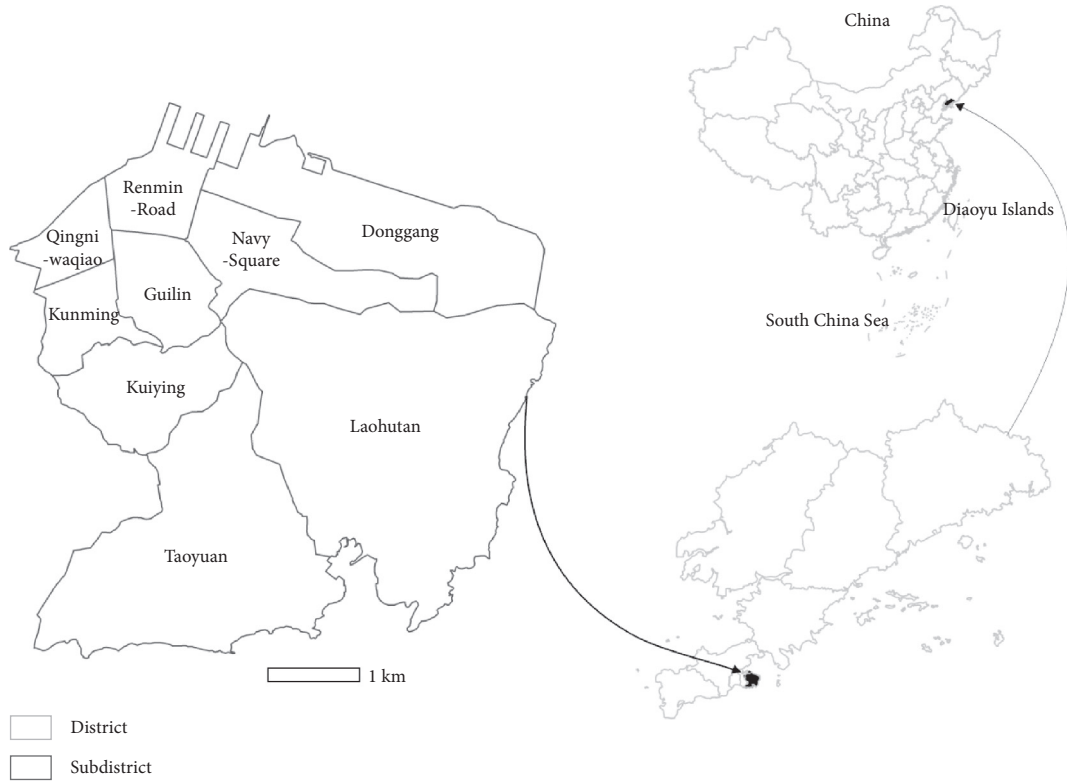 China
Diaoyu Islands
South China Sea
Renmin
-Road
Qingni
-waqiao
Navy
-Square
Donggang
Guilin
Kunming
Kuiying
Laohutan
Taoyuan
1 km
District
Subdistrict